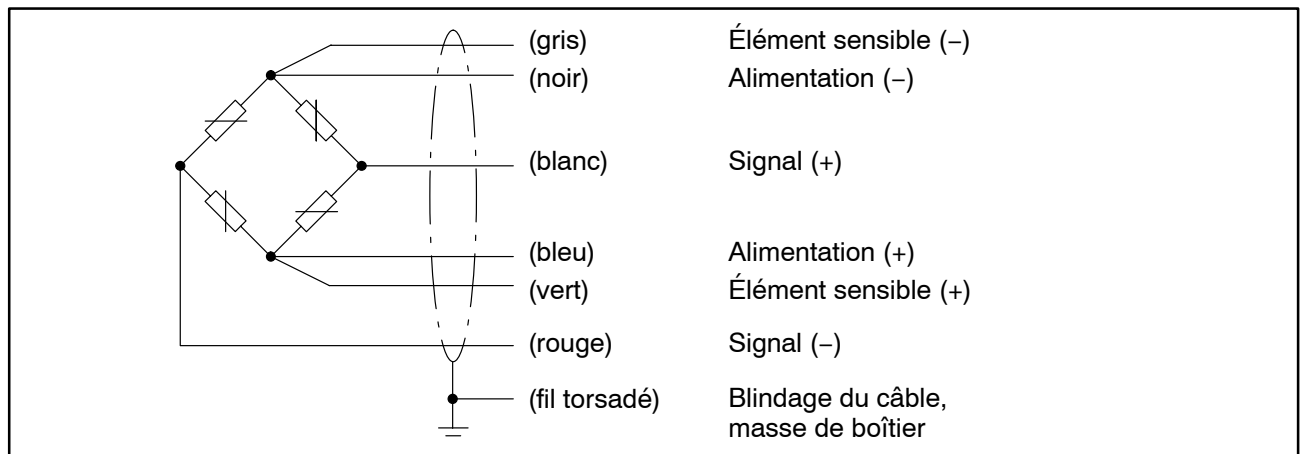 (gris) Élément sensible (−)
(noir) Alimentation (−)
(blanc) Signal (+)
(bleu) Alimentation (+)
(vert) Élément sensible (+)
(rouge) Signal (−)
(fil torsadé) Blindage du câble,
masse de boîtier